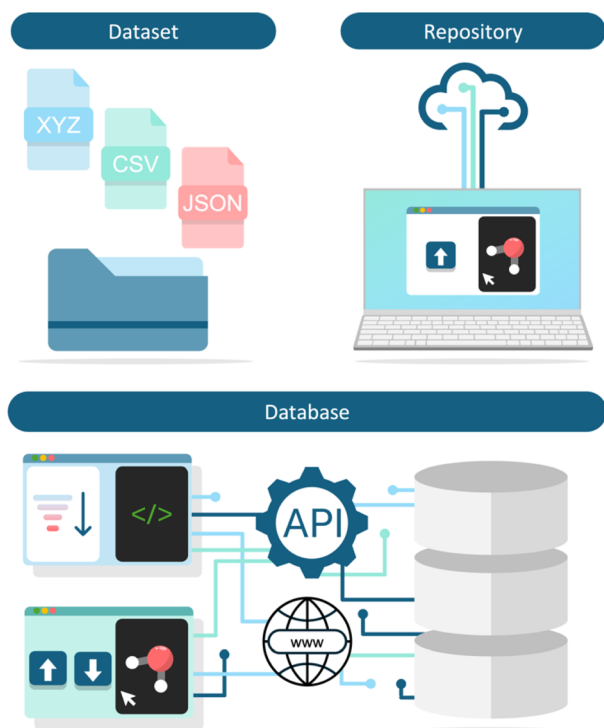 Dataset
Repository
XYZ
CSV
JSON
Database
</>
API
www